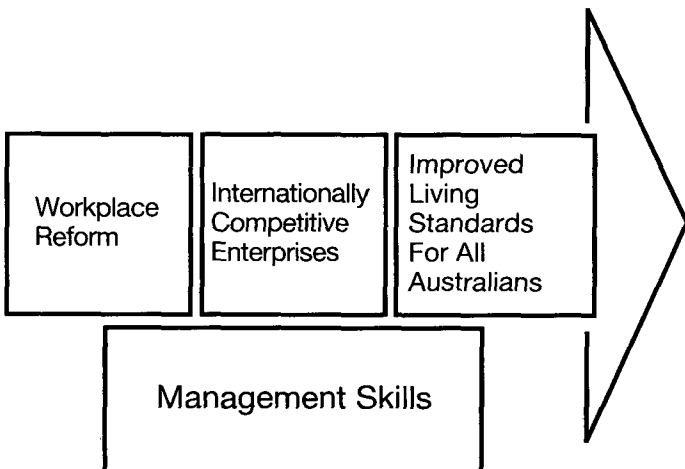 Workplace
Reform
Internationally
Competitive
Enterprises
Improved
Living
Standards
For All
Australians
Management Skills